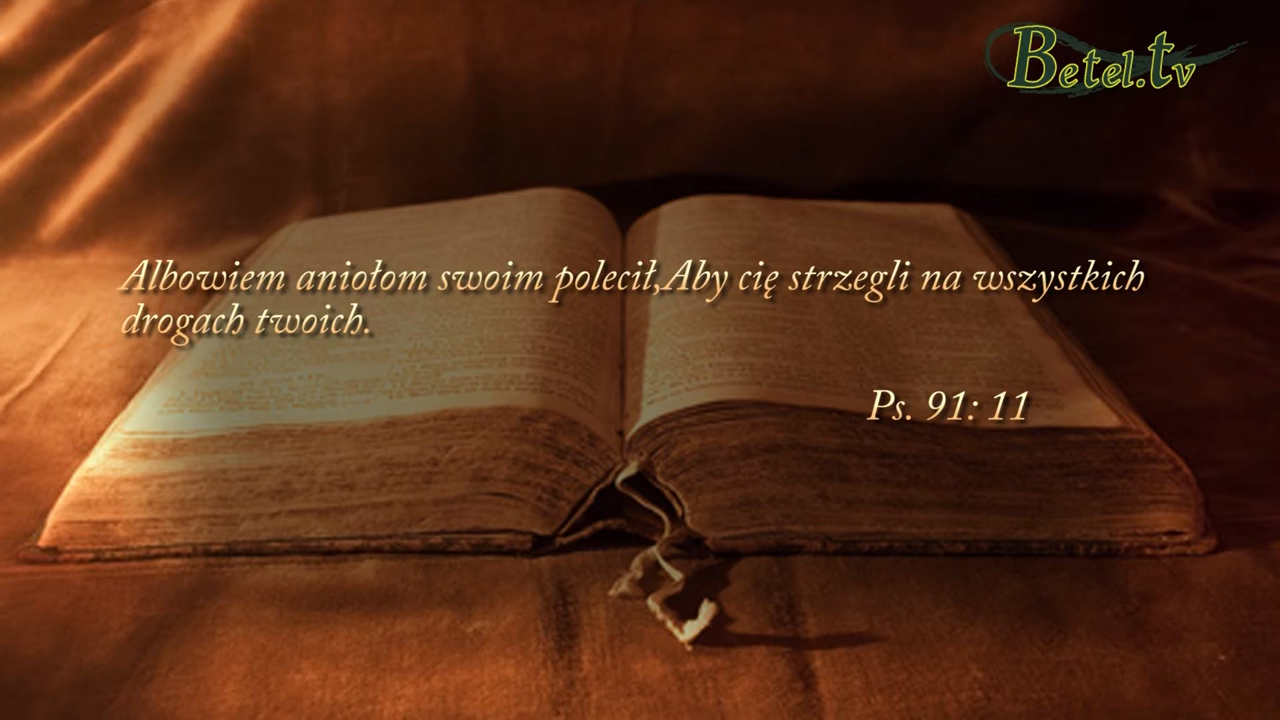 Betel.tv
Albowiem aniołom swoim polecił,Aby cię strzegli na wszystkich
drogach twoich.
Ps. 91: 11